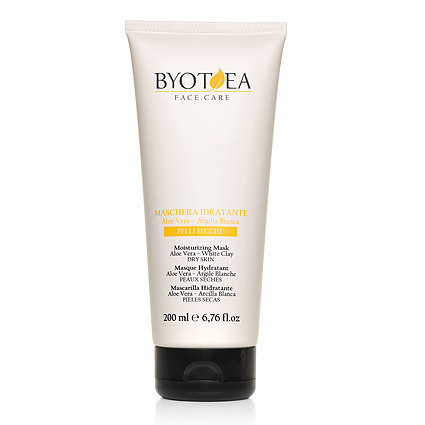 BYOTEA
FACE CARE
MASCHERA IDRATANTE
Aloe Vera - Argilla Bianca
PELLI SECCHE
Moisturizing Mask
Aloe Vera - White Clay
DRY SKIN
Masque Hydratant
Aloe Vera - Argile Blanche
PEAUX SÈCHES
Mascarilla Hidratante
Aloe Vera - Arcilla Blanca
PIELES SECAS
200 ml ℮ 6,76 fl.oz